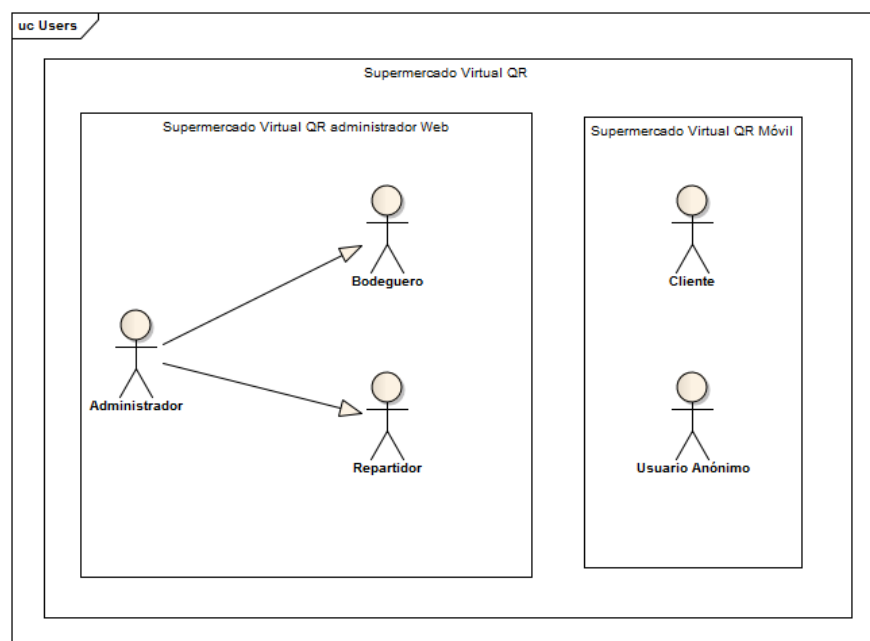 uc Users
Supermercado Virtual QR
Supermercado Virtual QR administrador Web
Supermercado Virtual QR Móvil
Bodeguero
Cliente
Administrador
Repartidor
Usuario Anónimo